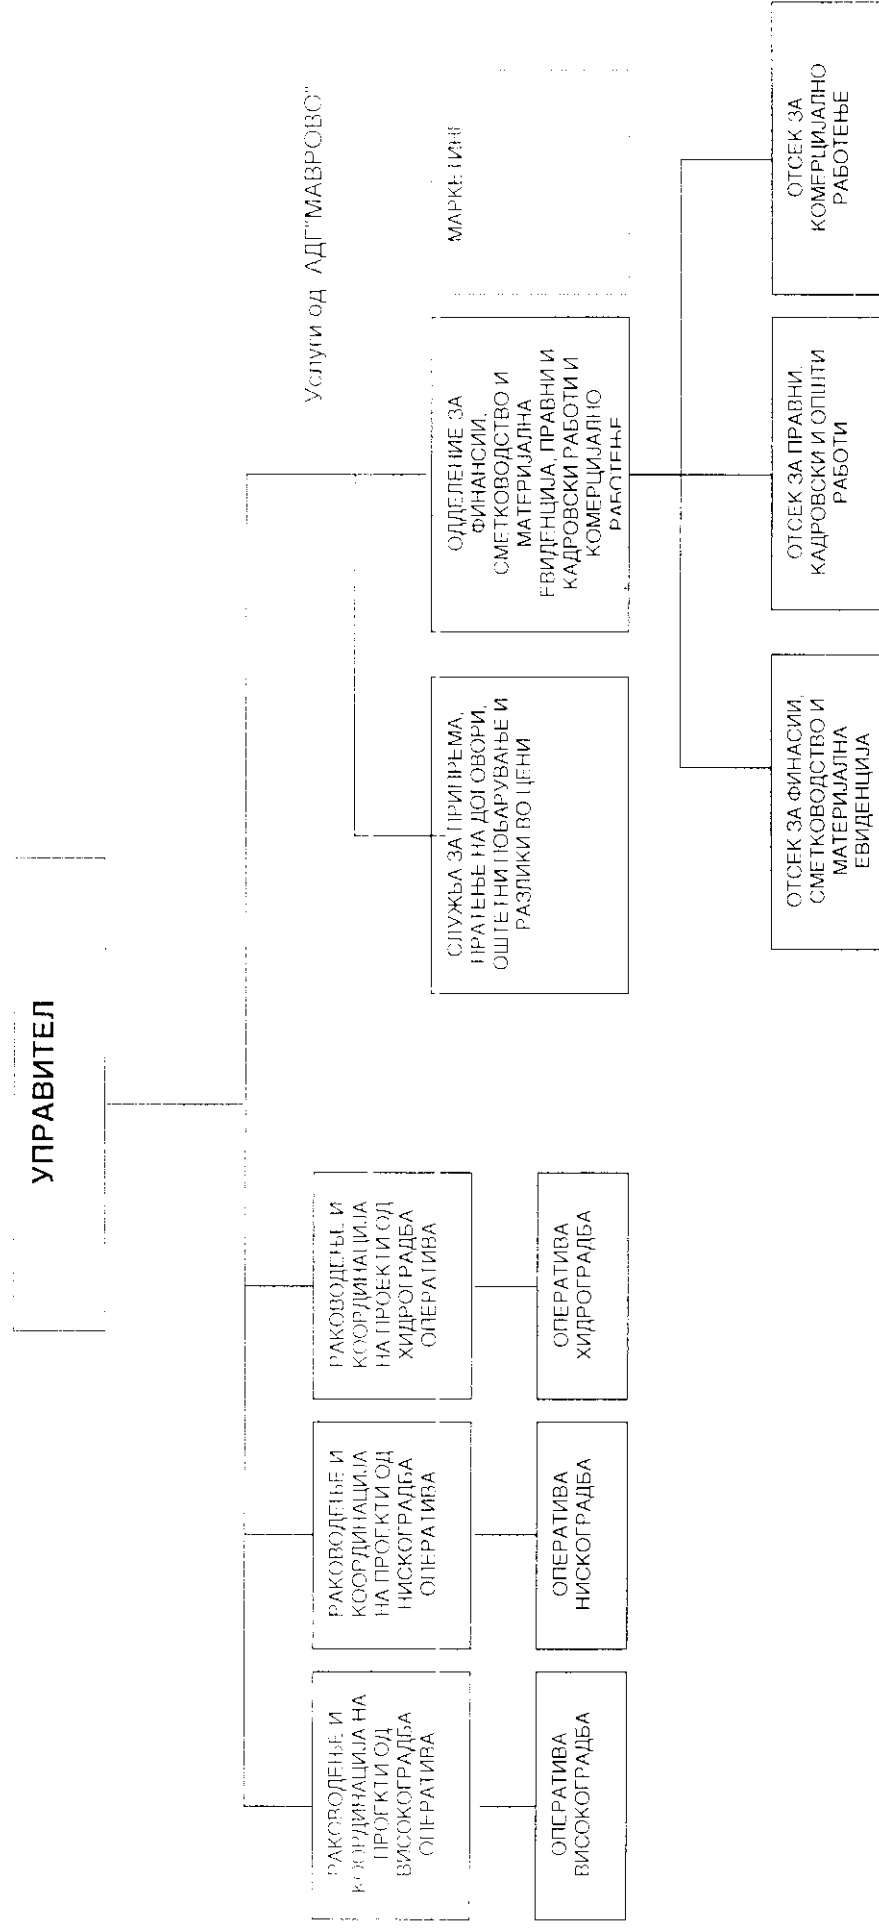 УПРАВИТЕЛ
Услуги од АДГ"МАВРОВО"
РАКОВОДЕЊЕ И
КООРДИНАЦИЈА НА
ПРОЕКТИ ОД
ВИСОКОГРАДБА
ОПЕРАТИВА
РАКОВОДЕЊЕ И
КООРДИНАЦИЈА
НА ПРОЕКТИ ОД
НИСКОГРАДБА
ОПЕРАТИВА
РАКОВОДЕЊЕ И
КООРДИНАЦИЈА
НА ПРОЕКТИ ОД
ХИДРОГРАДБА
ОПЕРАТИВА
СЛУЖБА ЗА ПРИПРЕМА,
ПРАТЕЊЕ НА ДОГОВОРИ,
ОШТЕТНИ ПОБАРУВАЊЕ И
РАЗЛИКИ ВО ЦЕНИ
ОДДЕЛЕНИЕ ЗА
ФИНАНСИИ,
СМЕТКОВОДСТВО И
МАТЕРИЈАЛНА
ЕВИДЕНЦИЈА, ПРАВНИ И
КАДРОВСКИ РАБОТИ И
КОМЕРЦИЈАЛНО
РАБОТЕЊЕ
МАРКЕТИНГ
ОПЕРАТИВА
ВИСОКОГРАДБА
ОПЕРАТИВА
НИСКОГРАДБА
ОПЕРАТИВА
ХИДРОГРАДБА
ОТСЕК ЗА ФИНАСИИ,
СМЕТКОВОДСТВО И
МАТЕРИЈАЛНА
ЕВИДЕНЦИЈА
ОТСЕК ЗА ПРАВНИ,
КАДРОВСКИ И ОПШТИ
РАБОТИ
ОТСЕК ЗА
КОМЕРЦИЈАЛНО
РАБОТЕЊЕ